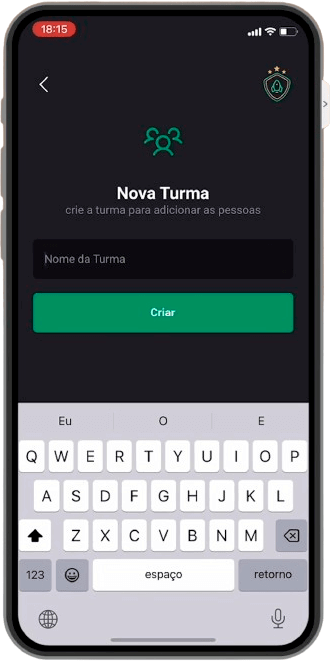 18:15
Nova Turma
crie a turma para adicionar as pessoas
Nome da Turma
Criar
Eu O E
Q W E R T Y U I O P
A S D F G H J K L
Z X C V B N M
123 espaço retorno